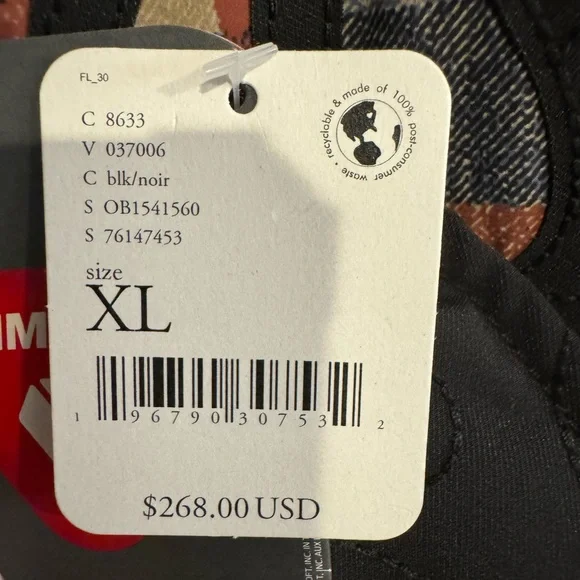 FL_30
recyclable & made of 100% post-consumer waste •
C 8633
V 037006
C blk/noir
S OB1541560
S 76147453
size
XL
1 96790 30753 2
$268.00 USD